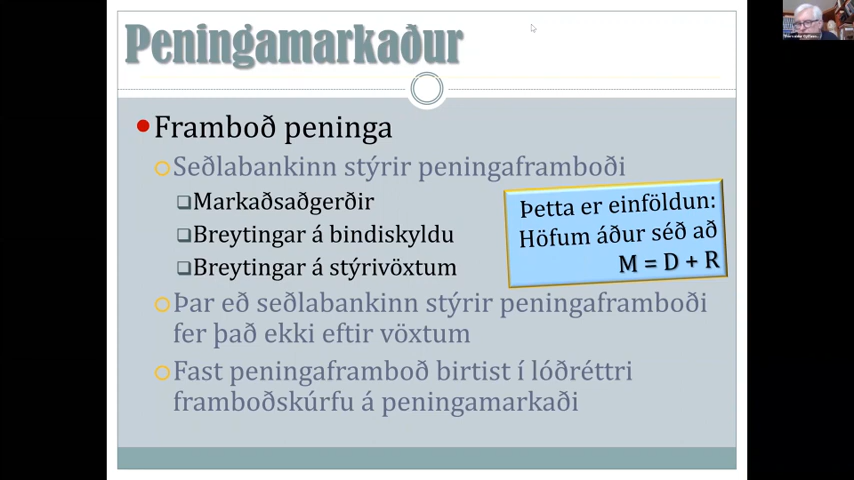 Peningamarkaður
Framboð peninga
Seðlabankinn stýrir peningaframboði
Markaðsaðgerðir
Breytingar á bindiskyldu
Breytingar á stýrivöxtum
Þetta er einföldun:
Höfum áður séð að
M = D + R
Þar eð seðlabankinn stýrir peningaframboði
fer það ekki eftir vöxtum
Fast peningaframboð birtist í lóðréttri
framboðskúrfu á peningamarkaði